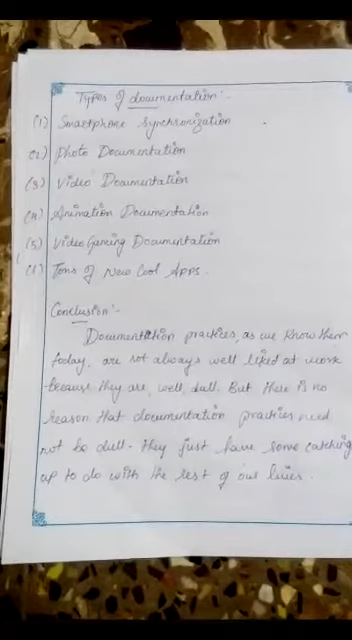 Types of documentation:-
(1) Smartphone Synchronization
(2) Photo Documentation
(3) Video Documentation
(4) Animation Documentation
(5) Video Gaming Documentation
(6) Tons of New Cool Apps.
Conclusion:-
Documentation practices, as we know them
today, are not always well liked at work
because they are, well, dull. But there is no
reason that documentation practices need
not be dull. they just have some catching
up to do with the rest of our lives.